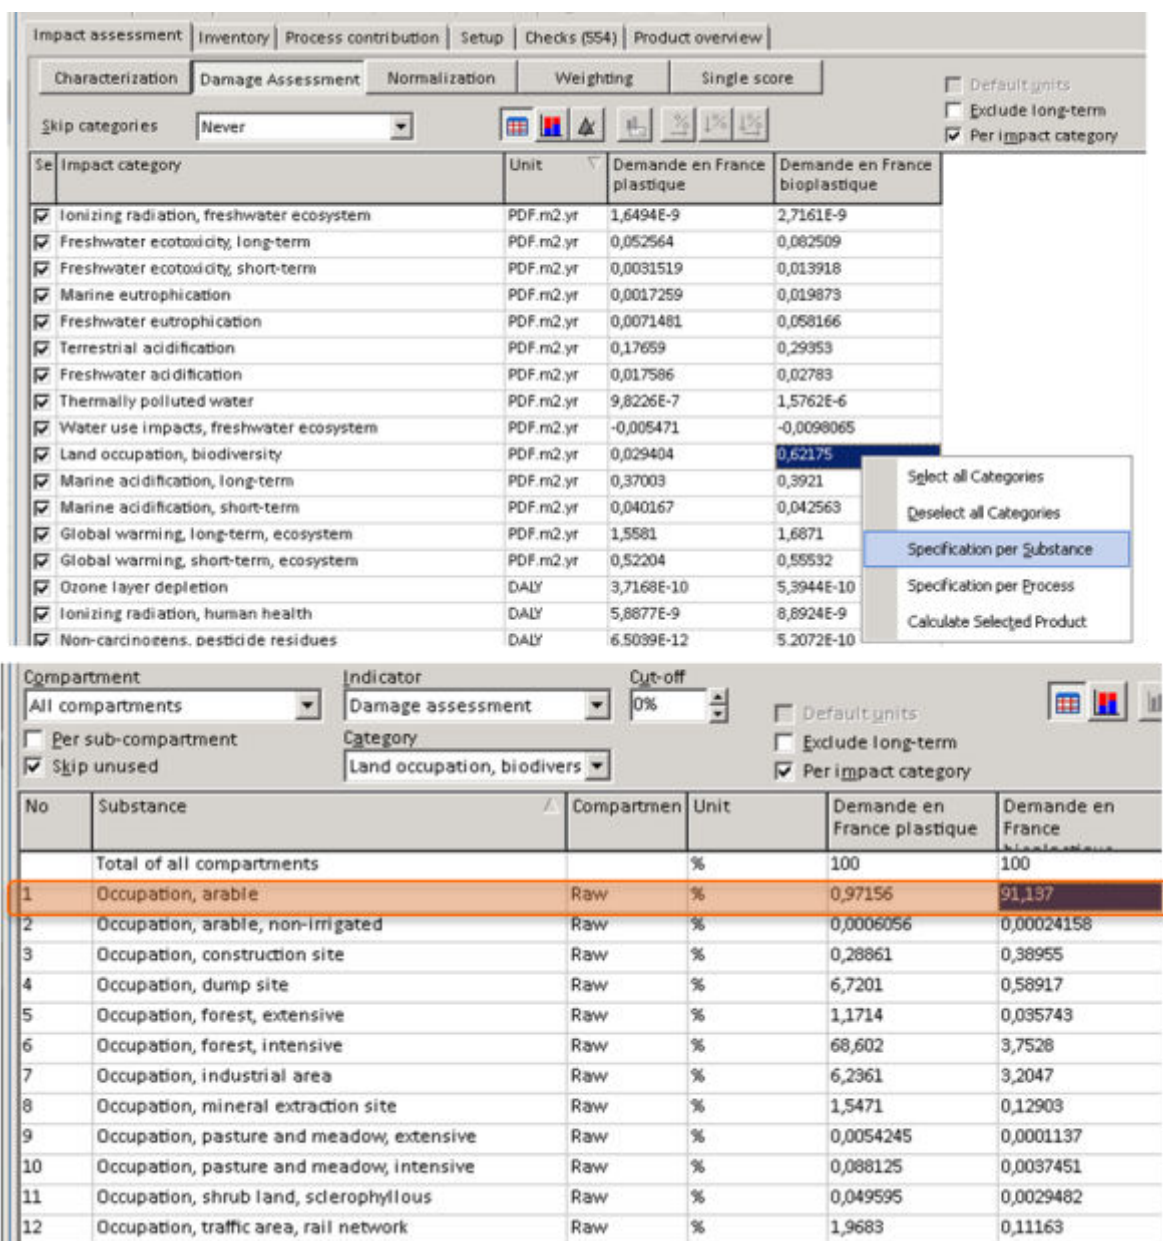 Impact assessment Inventory Process contribution Setup Checks (554) Product overview
Characterization Damage Assessment Normalization Weighting Single score
Default units
Exclude long-term
Skip categories Never
Per impact category
Se Impact category Unit Demande en France plastique Demande en France bioplastique
Ionizing radiation, freshwater ecosystem PDF.m2.yr 1,6494E-9 2,7161E-9
Freshwater ecotoxicity, long-term PDF.m2.yr 0,052564 0,082509
Freshwater ecotoxicity, short-term PDF.m2.yr 0,0031519 0,013918
Marine eutrophication PDF.m2.yr 0,0017259 0,019873
Freshwater eutrophication PDF.m2.yr 0,0071481 0,058166
Terrestrial acidification PDF.m2.yr 0,17659 0,29353
Freshwater acidification PDF.m2.yr 0,017586 0,02783
Thermally polluted water PDF.m2.yr 9,8226E-7 1,5762E-6
Water use impacts, freshwater ecosystem PDF.m2.yr -0,005471 -0,0098065
Land occupation, biodiversity PDF.m2.yr 0,029404 0,62175
Marine acidification, long-term PDF.m2.yr 0,37003 0,3921
Marine acidification, short-term PDF.m2.yr 0,040167 0,042563
Global warming, long-term, ecosystem PDF.m2.yr 1,5581 1,6871
Global warming, short-term, ecosystem PDF.m2.yr 0,52204 0,55532
Ozone layer depletion DALY 3,7168E-10 5,3944E-10
Ionizing radiation, human health DALY 5,8877E-9 8,8924E-9
Non-carcinogens, pesticide residues DALY 6,5039E-12 5,2072E-10
Select all Categories
Deselect all Categories
Specification per Substance
Specification per Process
Calculate Selected Product
Compartment Indicator Cut-off
All compartments Damage assessment 0%
Default units
Per sub-compartment Category Exclude long-term
Skip unused Land occupation, biodivers Per impact category
No Substance Compartmen Unit Demande en France plastique Demande en France
Total of all compartments % 100 100
1 Occupation, arable Raw % 0,97156 91,137
2 Occupation, arable, non-irrigated Raw % 0,0006056 0,00024158
3 Occupation, construction site Raw % 0,28861 0,38955
4 Occupation, dump site Raw % 6,7201 0,58917
5 Occupation, forest, extensive Raw % 1,1714 0,035743
6 Occupation, forest, intensive Raw % 68,602 3,7528
7 Occupation, industrial area Raw % 6,2361 3,2047
8 Occupation, mineral extraction site Raw % 1,5471 0,12903
9 Occupation, pasture and meadow, extensive Raw % 0,0054245 0,0001137
10 Occupation, pasture and meadow, intensive Raw % 0,088125 0,0037451
11 Occupation, shrub land, sclerophyllous Raw % 0,049595 0,0029482
12 Occupation, traffic area, rail network Raw % 1,9683 0,11163